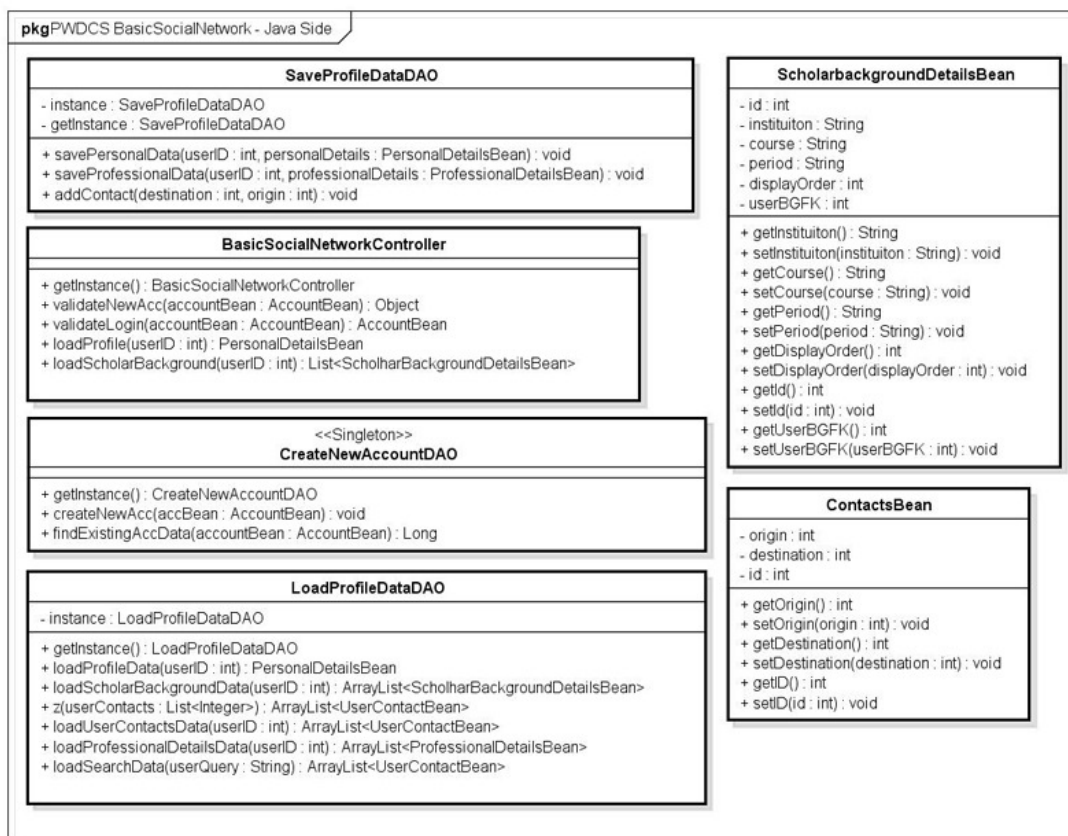 pkg PWDCS BasicSocialNetwork - Java Side
SaveProfileDataDAO
- instance : SaveProfileDataDAO
- getInstance : SaveProfileDataDAO
+ savePersonalData(userID : int, personalDetails : PersonalDetailsBean) : void
+ saveProfessionalData(userID : int, professionalDetails : ProfessionalDetailsBean) : void
+ addContact(destination : int, origin : int) : void
BasicSocialNetworkController
+ getInstance() : BasicSocialNetworkController
+ validateNewAcc(accountBean : AccountBean) : Object
+ validateLogin(accountBean : AccountBean) : AccountBean
+ loadProfile(userID : int) : PersonalDetailsBean
+ loadScholarBackground(userID : int) : List<ScholharBackgroundDetailsBean>
<<Singleton>>
CreateNewAccountDAO
+ getInstance() : CreateNewAccountDAO
+ createNewAcc(accBean : AccountBean) : void
+ findExistingAccData(accountBean : AccountBean) : Long
LoadProfileDataDAO
- instance : LoadProfileDataDAO
+ getInstance() : LoadProfileDataDAO
+ loadProfileData(userID : int) : PersonalDetailsBean
+ loadScholarBackgroundData(userID : int) : ArrayList<ScholharBackgroundDetailsBean>
+ z(userContacts : List<Integer>) : ArrayList<UserContactBean>
+ loadUserContactsData(userID : int) : ArrayList<UserContactBean>
+ loadProfessionalDetailsData(userID : int) : ArrayList<ProfessionalDetailsBean>
+ loadSearchData(userQuery : String) : ArrayList<UserContactBean>
ScholarbackgroundDetailsBean
- id : int
- instituiton : String
- course : String
- period : String
- displayOrder : int
- userBGFK : int
+ getInstituiton() : String
+ setInstituiton(instituiton : String) : void
+ getCourse() : String
+ setCourse(course : String) : void
+ getPeriod() : String
+ setPeriod(period : String) : void
+ getDisplayOrder() : int
+ setDisplayOrder(displayOrder : int) : void
+ getId() : int
+ setId(id : int) : void
+ getUserBGFK() : int
+ setUserBGFK(userBGFK : int) : void
ContactsBean
- origin : int
- destination : int
- id : int
+ getOrigin() : int
+ setOrigin(origin : int) : void
+ getDestination() : int
+ setDestination(destination : int) : void
+ getID() : int
+ setID(id : int) : void